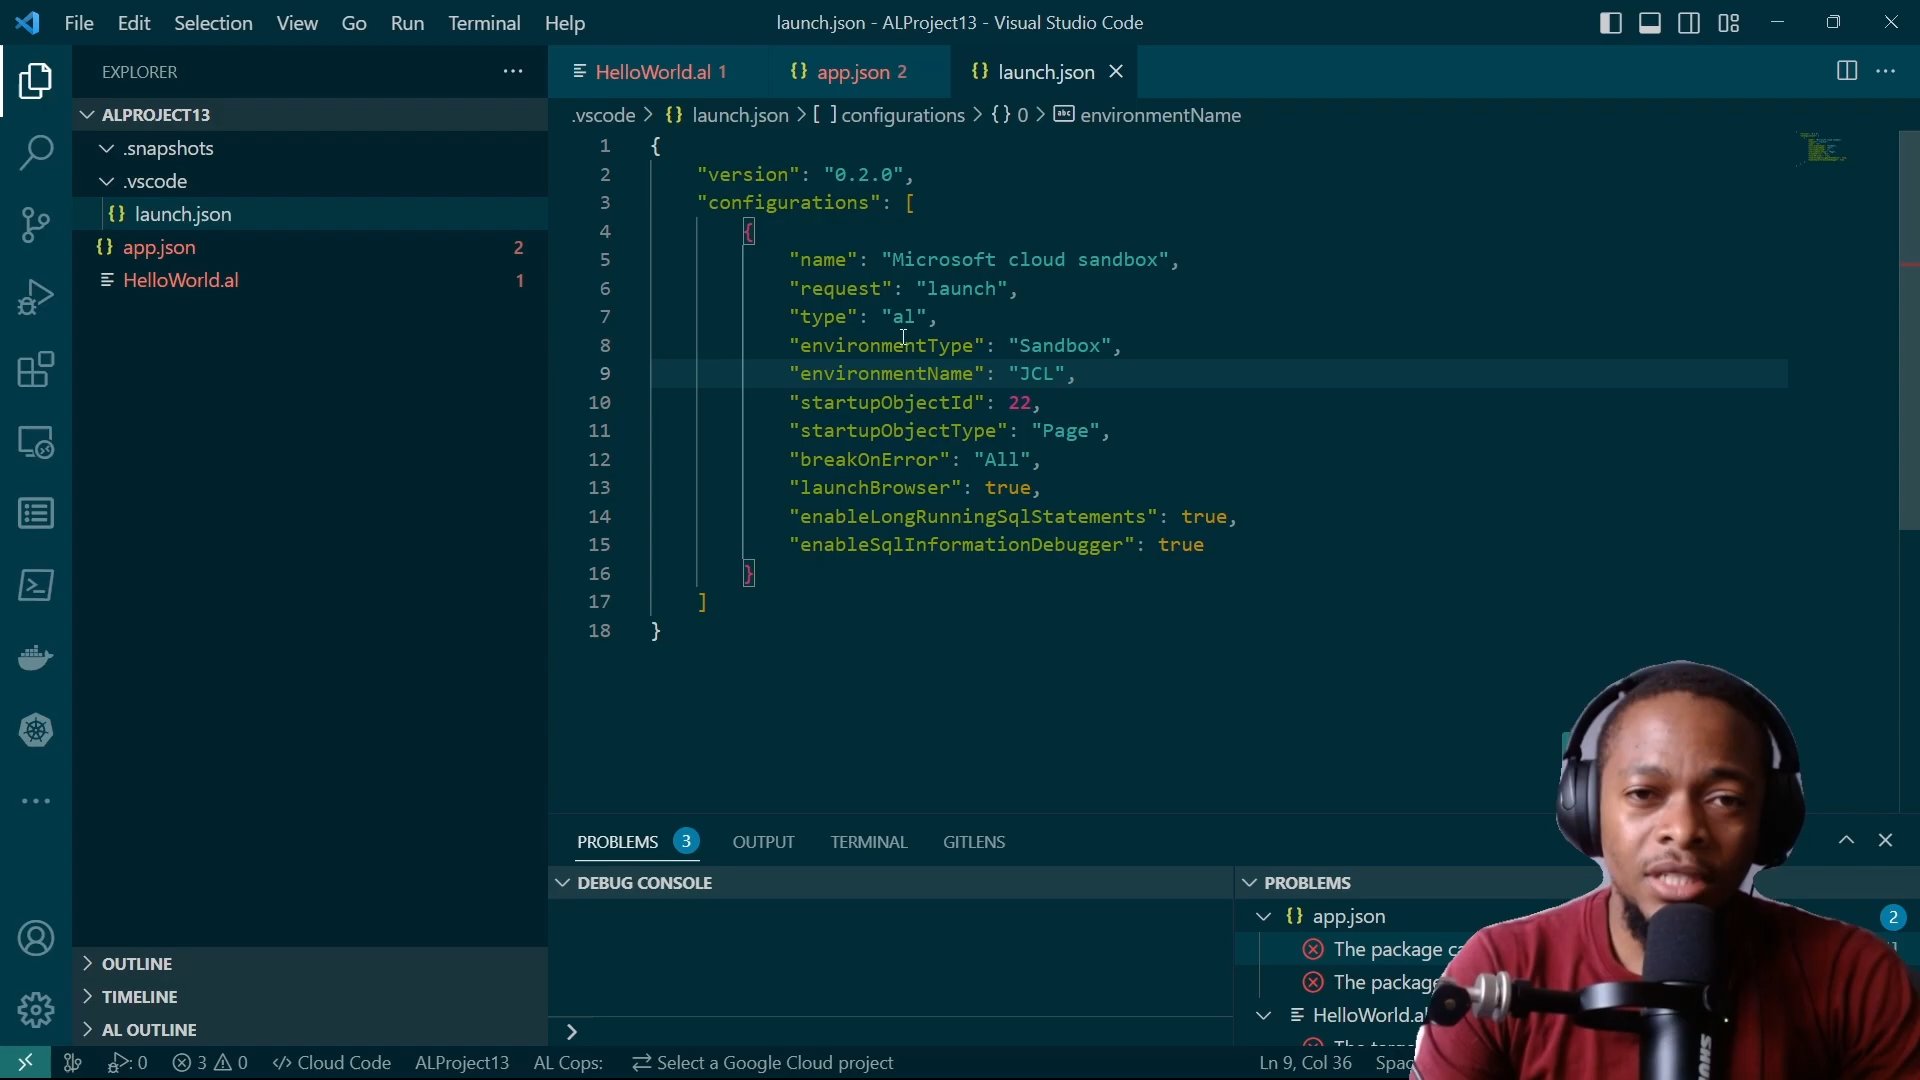 File Edit Selection View Go Run Terminal Help
launch.json - ALProject13 - Visual Studio Code
EXPLORER
ALPROJECT13
.snapshots
.vscode
{} launch.json
{} app.json 2
HelloWorld.al 1
OUTLINE
TIMELINE
AL OUTLINE
HelloWorld.al 1 {} app.json 2 {} launch.json
.vscode > {} launch.json > [ ] configurations > {} 0 > abc environmentName
1 {
2 "version": "0.2.0",
3 "configurations": [
4 {
5 "name": "Microsoft cloud sandbox",
6 "request": "launch",
7 "type": "al",
8 "environmentType": "Sandbox",
9 "environmentName": "JCL",
10 "startupObjectId": 22,
11 "startupObjectType": "Page",
12 "breakOnError": "All",
13 "launchBrowser": true,
14 "enableLongRunningSqlStatements": true,
15 "enableSqlInformationDebugger": true
16 }
17 ]
18 }
PROBLEMS 3 OUTPUT TERMINAL GITLENS
DEBUG CONSOLE
PROBLEMS
{} app.json 2
The package
The package
HelloWorld.al
0 3 0 Cloud Code ALProject13 AL Cops: Select a Google Cloud project Ln 9, Col 36
SHU